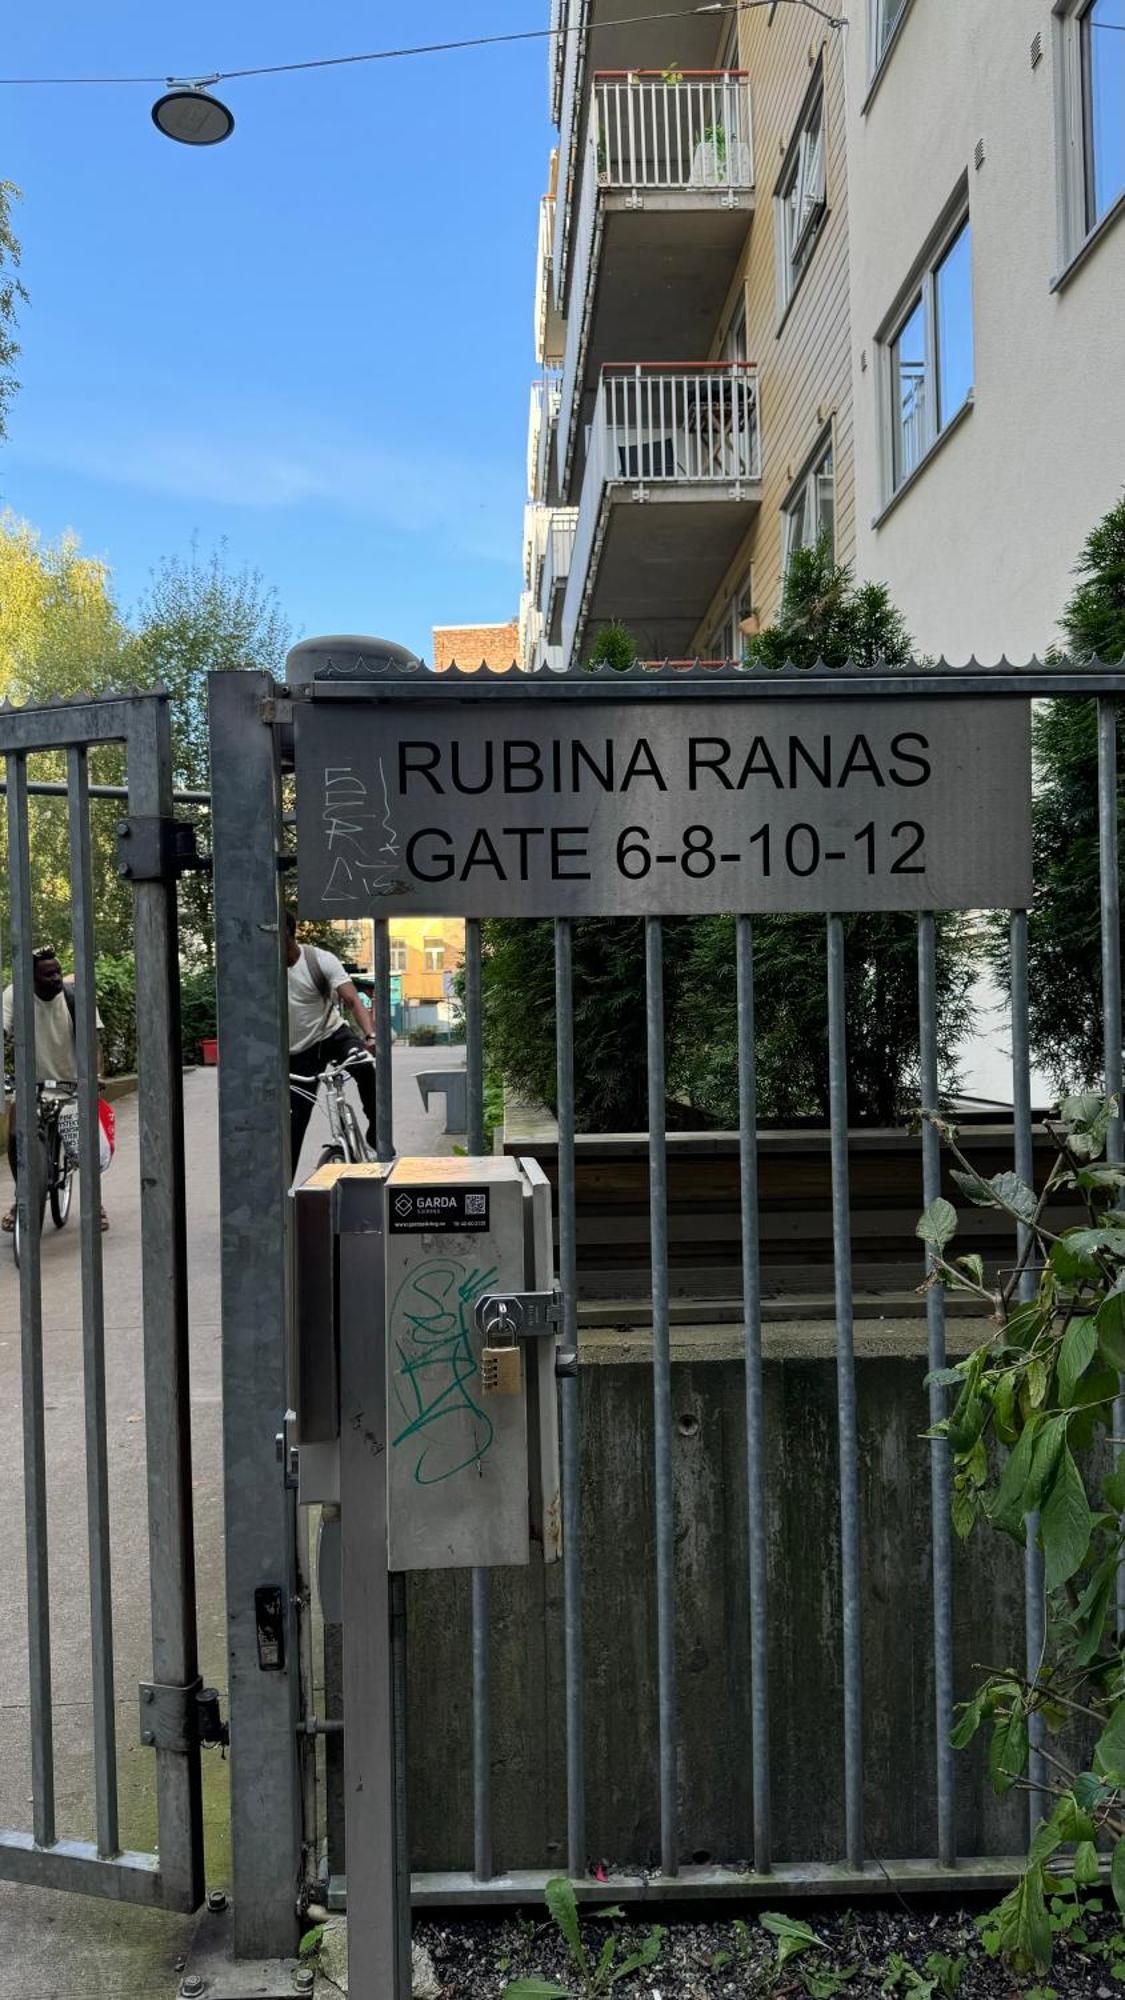 RUBINA RANAS
GATE 6-8-10-12
GARDA